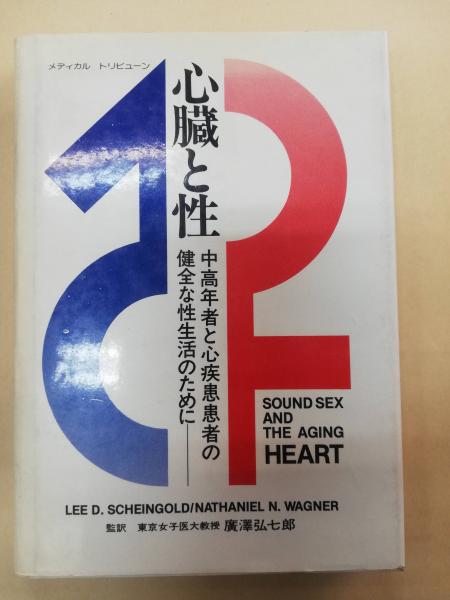 メディカル トリビューン
心臓と性
中高年者と心疾患患者の
健全な性生活のために——
SOUND SEX
AND
THE AGING
HEART
LEE D. SCHEINGOLD/NATHANIEL N. WAGNER
監訳 東京女子医大教授 廣澤弘七郎